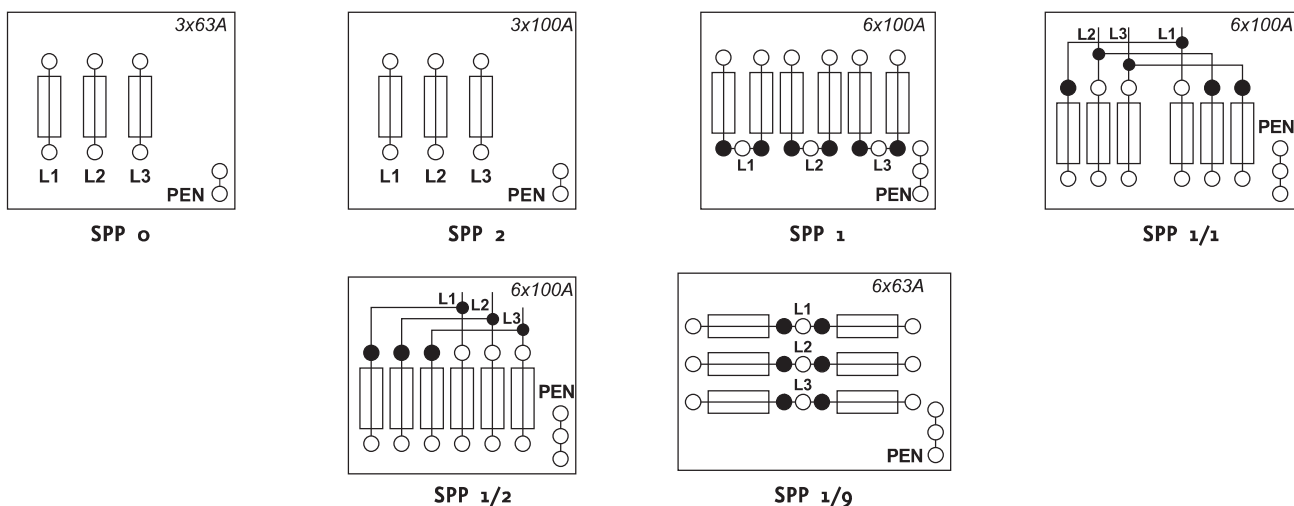 3x63A
L1 L2 L3
PEN
SPP 0
3x100A
L1 L2 L3
PEN
SPP 2
6x100A
L1 L2 L3
PEN
SPP 1
6x100A
L2 L3 L1
PEN
SPP 1/1
6x100A
L1
L2
L3
PEN
SPP 1/2
6x63A
L1
L2
L3
PEN
SPP 1/9